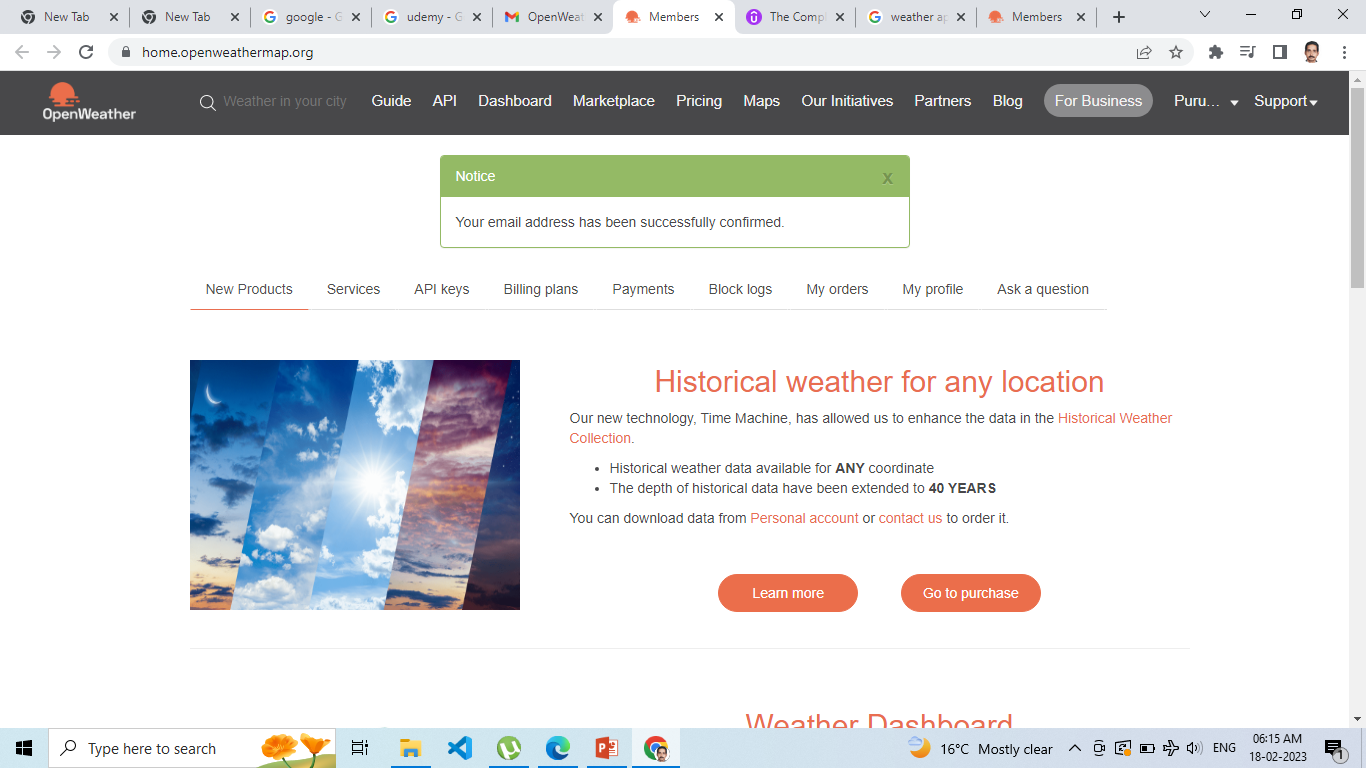 New Tab
New Tab
google - G
udemy - G
OpenWeat
Members
The Compl
weather ap
Members
home.openweathermap.org
OpenWeather
Weather in your city
Guide
API
Dashboard
Marketplace
Pricing
Maps
Our Initiatives
Partners
Blog
For Business
Puru...
Support
Notice
x
Your email address has been successfully confirmed.
New Products
Services
API keys
Billing plans
Payments
Block logs
My orders
My profile
Ask a question
Historical weather for any location
Our new technology, Time Machine, has allowed us to enhance the data in the Historical Weather
Collection.
• Historical weather data available for ANY coordinate
• The depth of historical data have been extended to 40 YEARS
You can download data from Personal account or contact us to order it.
Learn more
Go to purchase
Weather Dashboard
Type here to search
16°C Mostly clear
ENG
06:15 AM
18-02-2023
1